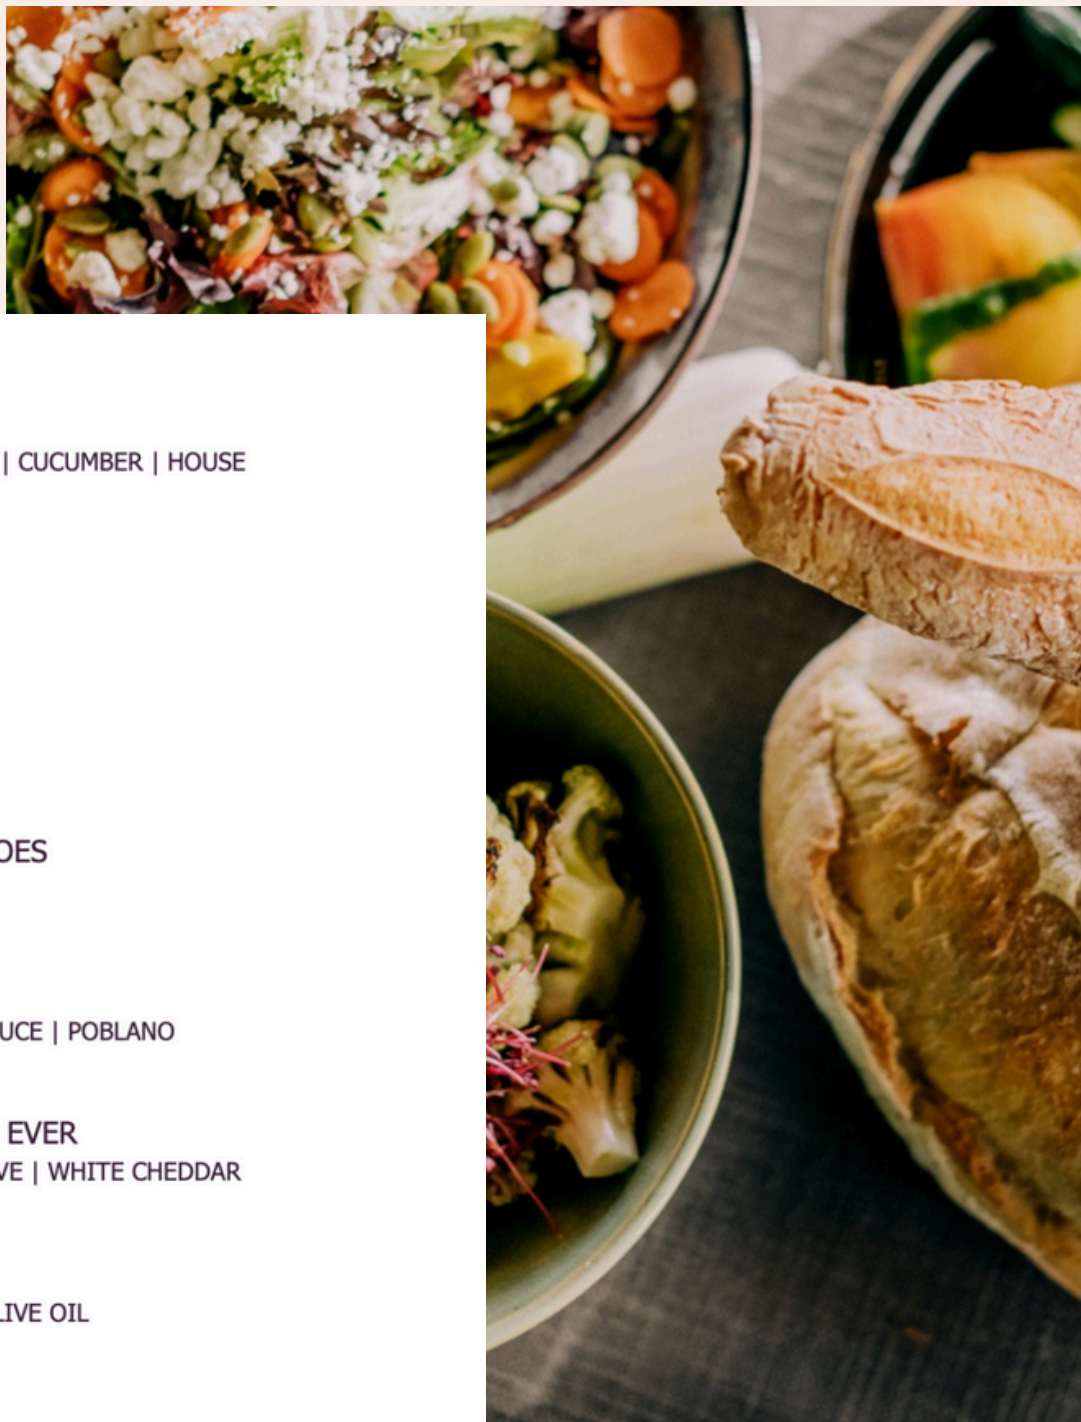 | CUCUMBER | HOUSE
OES
UCE | POBLANO
EVER
VE | WHITE CHEDDAR
LIVE OIL